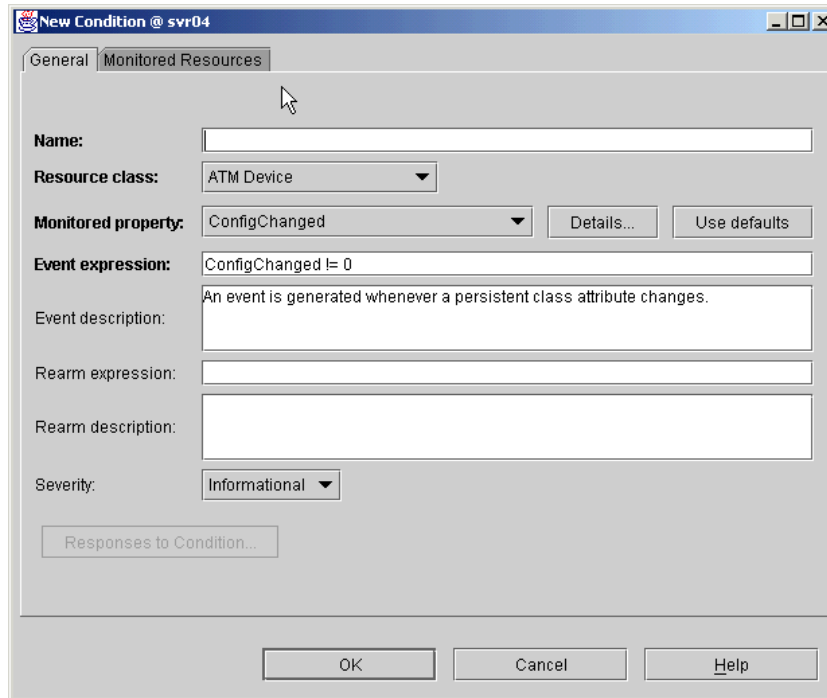 New Condition @ svr04
General Monitored Resources
Name:
Resource class: ATM Device
Monitored property: ConfigChanged Details... Use defaults
Event expression: ConfigChanged != 0
Event description: An event is generated whenever a persistent class attribute changes.
Rearm expression:
Rearm description:
Severity: Informational
Responses to Condition...
OK Cancel Help